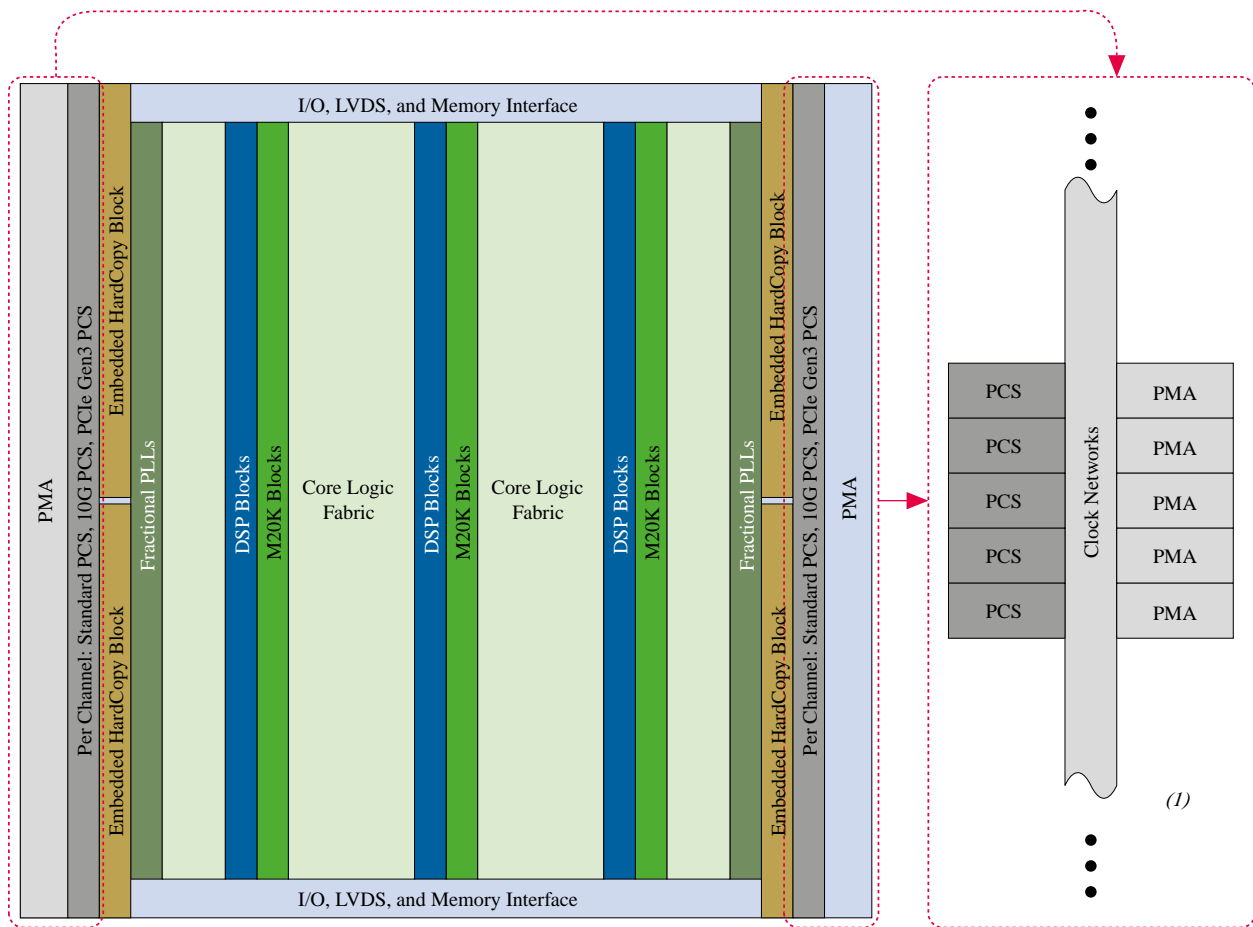 I/O, LVDS, and Memory Interface
PMA
Per Channel: Standard PCS, 10G PCS, PCIe Gen3 PCS
Embedded HardCopy Block
Embedded HardCopy Block
Fractional PLLs
DSP Blocks
M20K Blocks
Core Logic
Fabric
DSP Blocks
M20K Blocks
Core Logic
Fabric
DSP Blocks
M20K Blocks
Fractional PLLs
Embedded HardCopy Block
Embedded HardCopy Block
Per Channel: Standard PCS, 10G PCS, PCIe Gen3 PCS
PMA
I/O, LVDS, and Memory Interface
PCS
PCS
PCS
PCS
PCS
Clock Networks
PMA
PMA
PMA
PMA
PMA
(1)